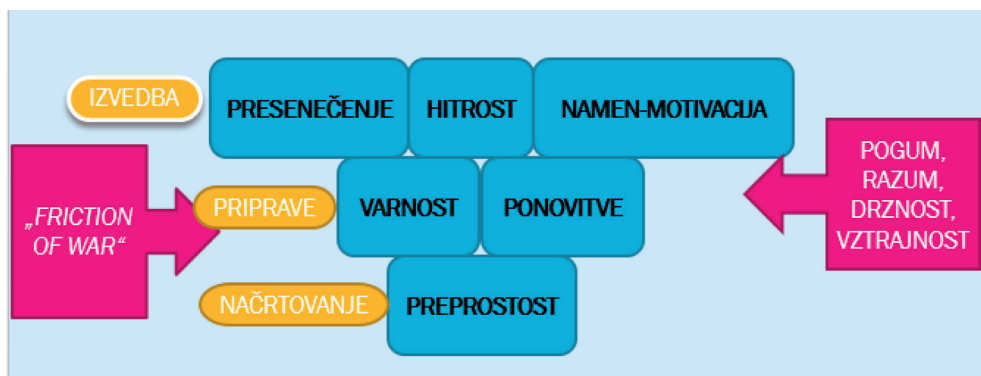 IZVEDBA
PRESENEČENJE
HITROST
NAMEN-MOTIVACIJA
„FRICTION
OF WAR“
PRIPRAVE
VARNOST
PONOVITVE
POGUM,
RAZUM,
DRZNOST,
VZTRAJNOST
NAČRTOVANJE
PREPROSTOST